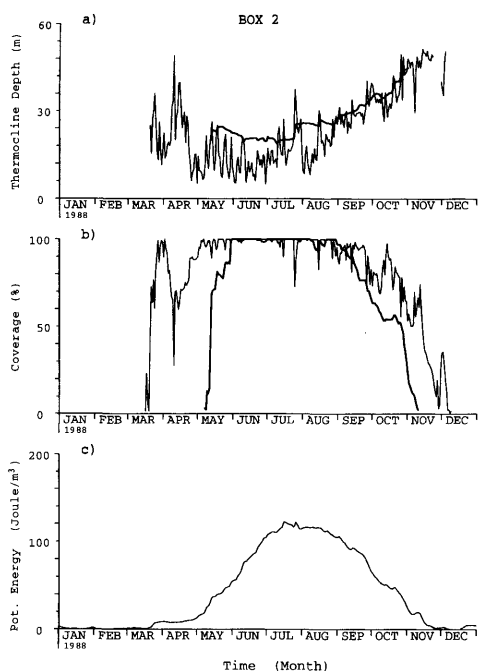 BOX 2
a)
Thermocline Depth (m)
60
30
0
JAN FEB MAR APR MAY JUN JUL AUG SEP OCT NOV DEC
1988
b)
Coverage (%)
100
50
0
JAN FEB MAR APR MAY JUN JUL AUG SEP OCT NOV DEC
1988
c)
Pot. Energy (Joule/m³)
200
100
0
JAN FEB MAR APR MAY JUN JUL AUG SEP OCT NOV DEC
1988
Time (Month)